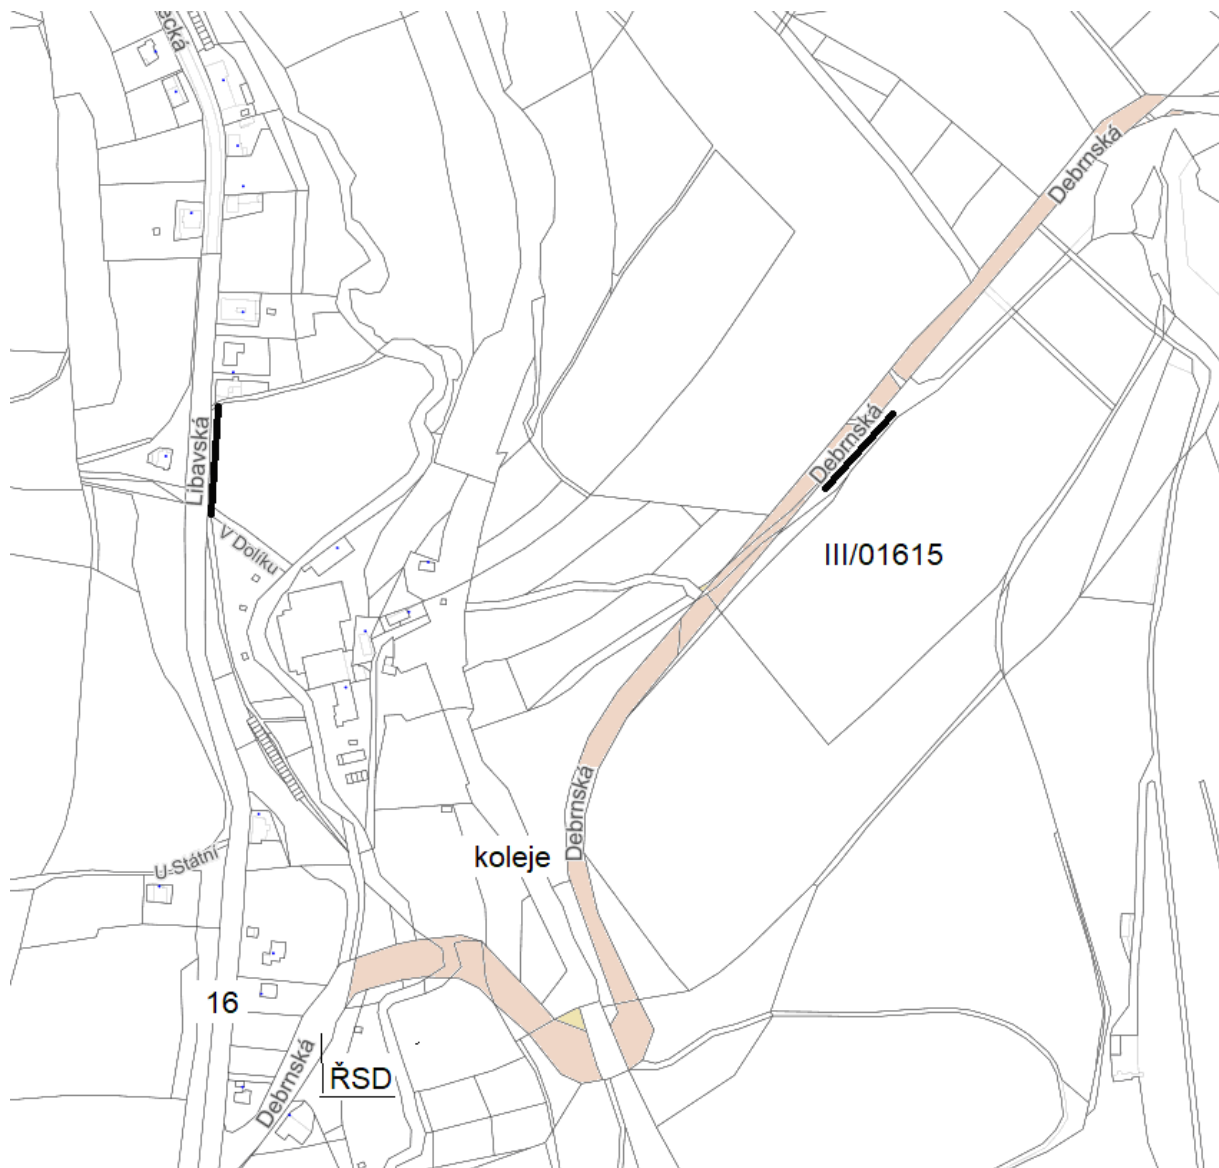 ecká
Debrnská
Libavská
Debrnská
V Dolíku
III/01615
Debrnská
koleje
U Státní
16
Debrnská
ŘSD